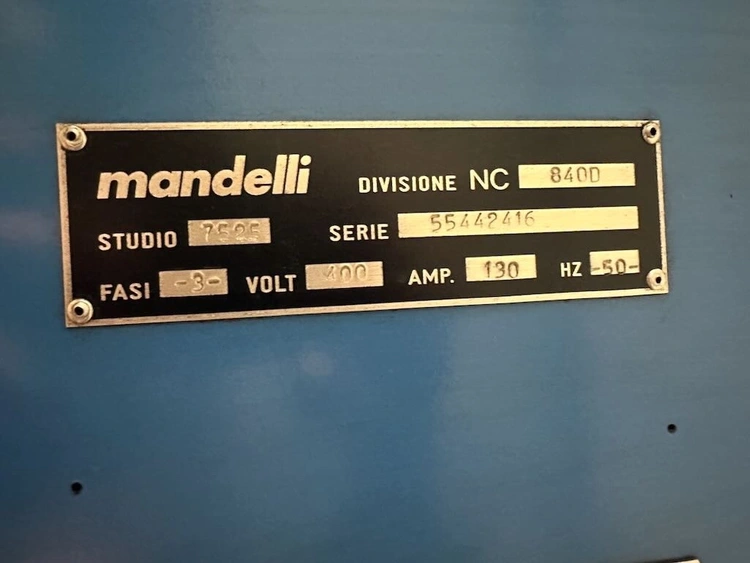 mandelli DIVISIONE NC 840D
STUDIO 7525 SERIE 55442416
FASI -3- VOLT 400 AMP. 130 HZ -50-